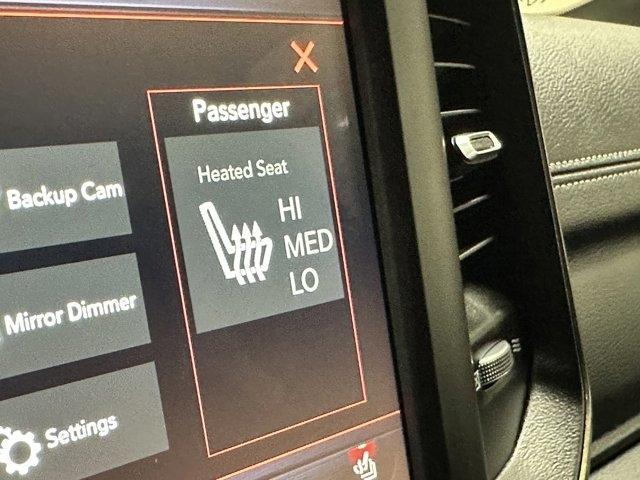 Passenger
Heated Seat
HI
MED
LO
Backup Cam
Mirror Dimmer
Settings